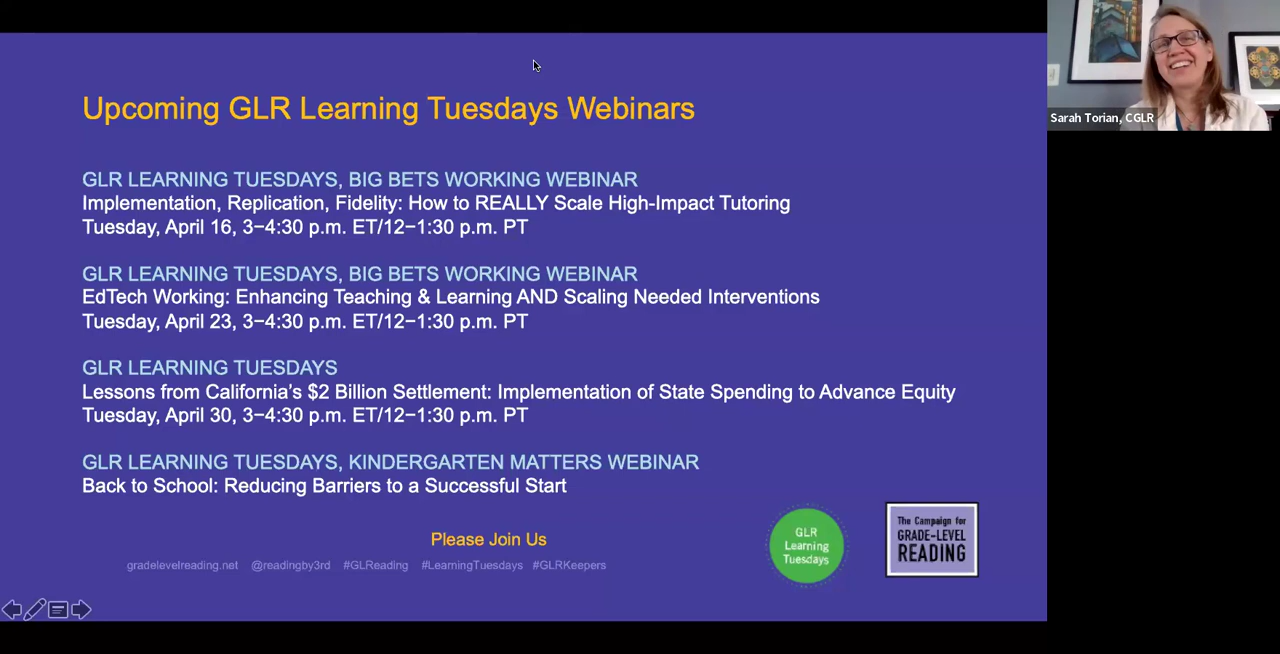 Upcoming GLR Learning Tuesdays Webinars
GLR LEARNING TUESDAYS, BIG BETS WORKING WEBINAR
Implementation, Replication, Fidelity: How to REALLY Scale High-Impact Tutoring
Tuesday, April 16, 3–4:30 p.m. ET/12–1:30 p.m. PT
GLR LEARNING TUESDAYS, BIG BETS WORKING WEBINAR
EdTech Working: Enhancing Teaching & Learning AND Scaling Needed Interventions
Tuesday, April 23, 3–4:30 p.m. ET/12–1:30 p.m. PT
GLR LEARNING TUESDAYS
Lessons from California’s $2 Billion Settlement: Implementation of State Spending to Advance Equity
Tuesday, April 30, 3–4:30 p.m. ET/12–1:30 p.m. PT
GLR LEARNING TUESDAYS, KINDERGARTEN MATTERS WEBINAR
Back to School: Reducing Barriers to a Successful Start
Please Join Us
gradelevelreading.net @readingby3rd #GLReading #LearningTuesdays #GLRKeepers
GLR
Learning
Tuesdays
The Campaign for
GRADE-LEVEL
READING
Sarah Torian, CGLR